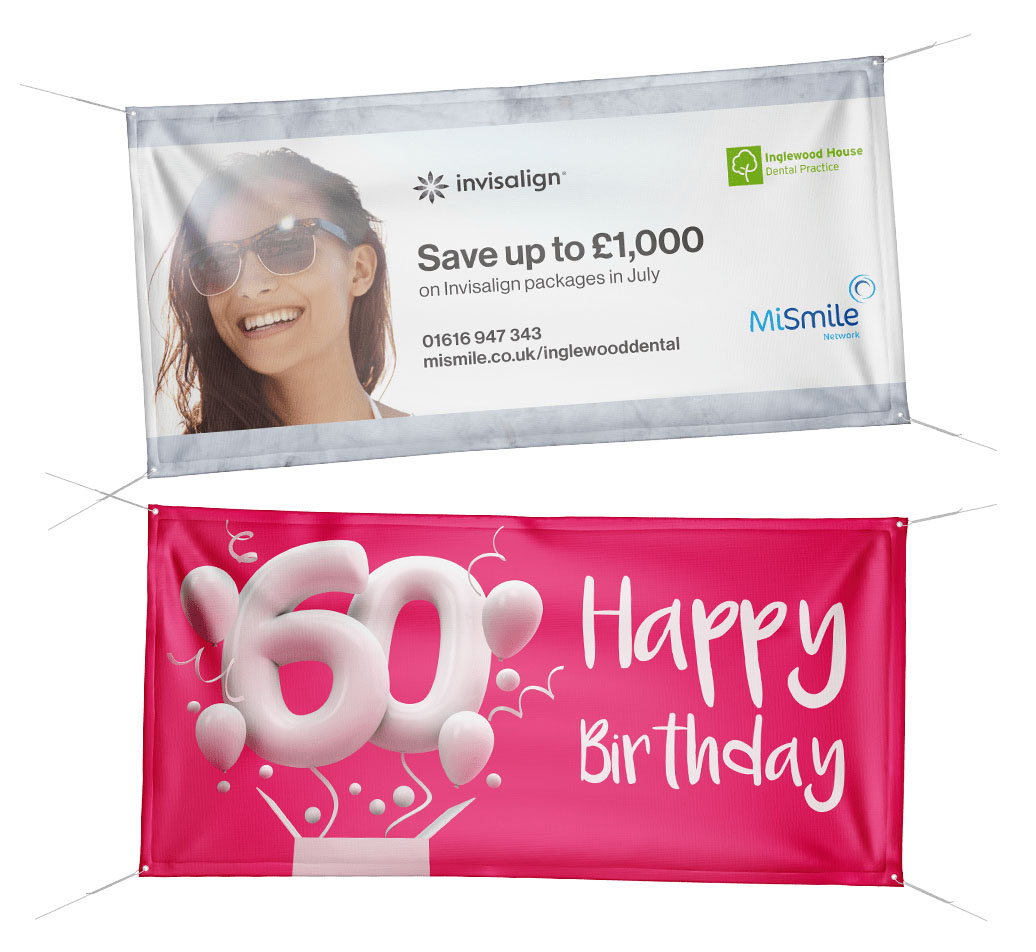 invisalign®
Inglewood House
Dental Practice
Save up to £1,000
on Invisalign packages in July
01616 947 343
mismile.co.uk/inglewooddental
MiSmile
Network
60
Happy
Birthday